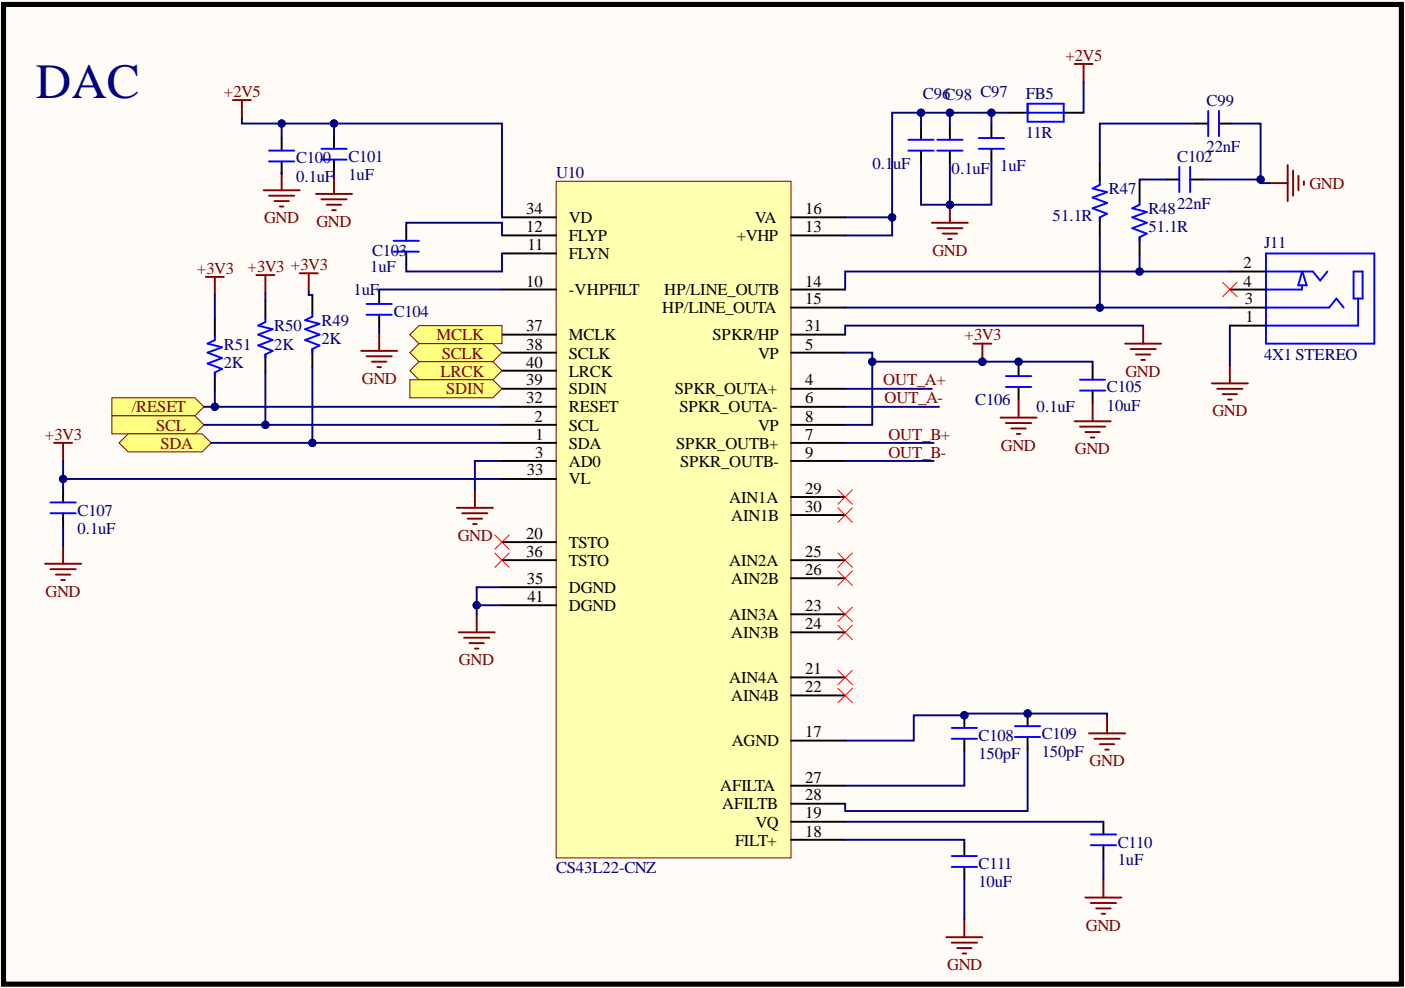 DAC
+2V5
C100
0.1uF
C101
1uF
GND
GND
C103
1uF
1uF
C104
GND
+3V3
+3V3
+3V3
R51
2K
R50
2K
R49
2K
MCLK
SCLK
LRCK
SDIN
/RESET
SCL
SDA
+3V3
C107
0.1uF
GND
GND
GND
U10
34 VD
12 FLYP
11 FLYN
10 -VHPFILT
37 MCLK
38 SCLK
40 LRCK
39 SDIN
32 RESET
2 SCL
1 SDA
3 AD0
33 VL
20 TSTO
36 TSTO
35 DGND
41 DGND
VA 16
+VHP 13
HP/LINE_OUTB 14
HP/LINE_OUTA 15
SPKR/HP 31
VP 5
SPKR_OUTA+ 4
SPKR_OUTA- 6
VP 8
SPKR_OUTB+ 7
SPKR_OUTB- 9
AIN1A 29
AIN1B 30
AIN2A 25
AIN2B 26
AIN3A 23
AIN3B 24
AIN4A 21
AIN4B 22
AGND 17
AFILTA 27
AFILTB 28
VQ 19
FILT+ 18
CS43L22-CNZ
+2V5
C96
C98
C97
FB5
11R
0.1uF
0.1uF
1uF
GND
C99
22nF
C102
22nF
GND
R47
51.1R
R48
51.1R
J11
2
4
3
1
4X1 STEREO
GND
GND
+3V3
C106
0.1uF
C105
10uF
GND
GND
OUT_A+
OUT_A-
OUT_B+
OUT_B-
C108
150pF
C109
150pF
GND
C110
1uF
GND
C111
10uF
GND